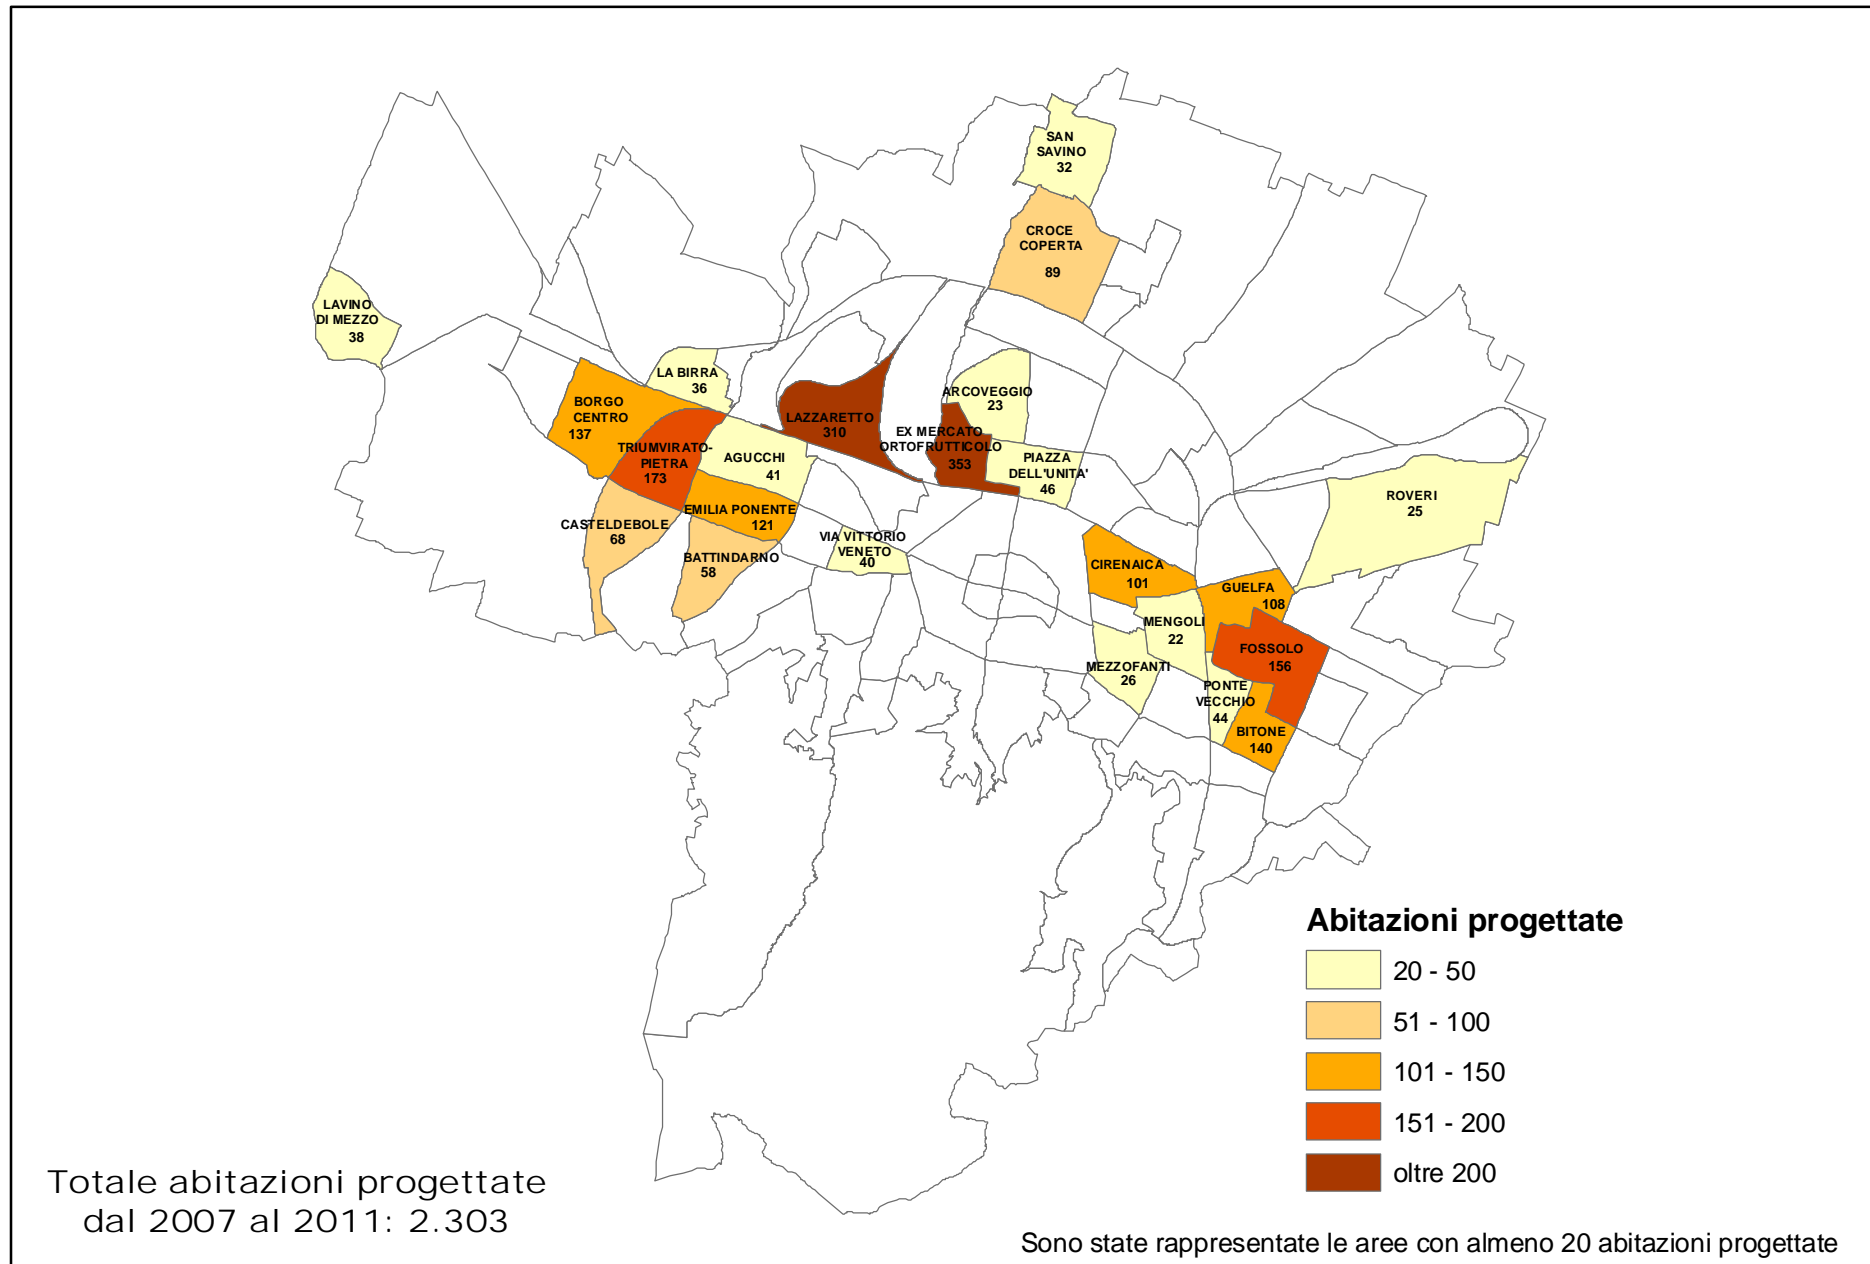 SAN
SAVINO
32
CROCE
COPERTA
89
LAVINO
DI MEZZO
38
LA BIRRA
36
BORGO
CENTRO
137
TRIUMVIRATO-
PIETRA
173
AGUCCHI
41
LAZZARETTO
310
EX MERCATO
ORTOFRUTTICOLO
353
ARCOVEGGIO
23
PIAZZA
DELL'UNITA'
46
ROVERI
25
CASTELDEBOLE
68
EMILIA PONENTE
121
BATTINDARNO
58
VIA VITTORIO
VENETO
40
CIRENAICA
101
GUELFA
108
MENGOLI
22
MEZZOFANTI
26
FOSSOLO
156
PONTE
VECCHIO
44
BITONE
140
Abitazioni progettate
20 - 50
51 - 100
101 - 150
151 - 200
oltre 200
Totale abitazioni progettate
dal 2007 al 2011: 2.303
Sono state rappresentate le aree con almeno 20 abitazioni progettate